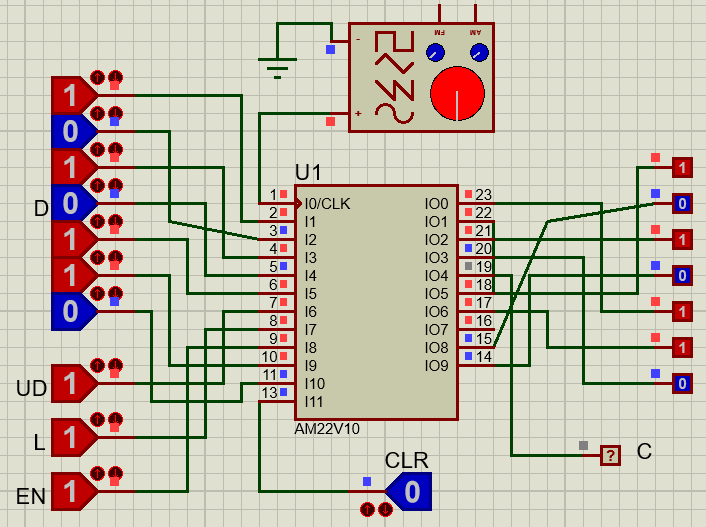 - FM AM
+
1
0
1
D 0
1
1
0
UD 1
L 1
EN 1
U1
1 I0/CLK IO0 23
2 I1 IO1 22
3 I2 IO2 21
4 I3 IO3 20
5 I4 IO4 19
6 I5 IO5 18
7 I6 IO6 17
8 I7 IO7 16
9 I8 IO8 15
10 I9 IO9 14
11 I10
13 I11
AM22V10
1
0
1
0
1
1
0
? C
CLR
0